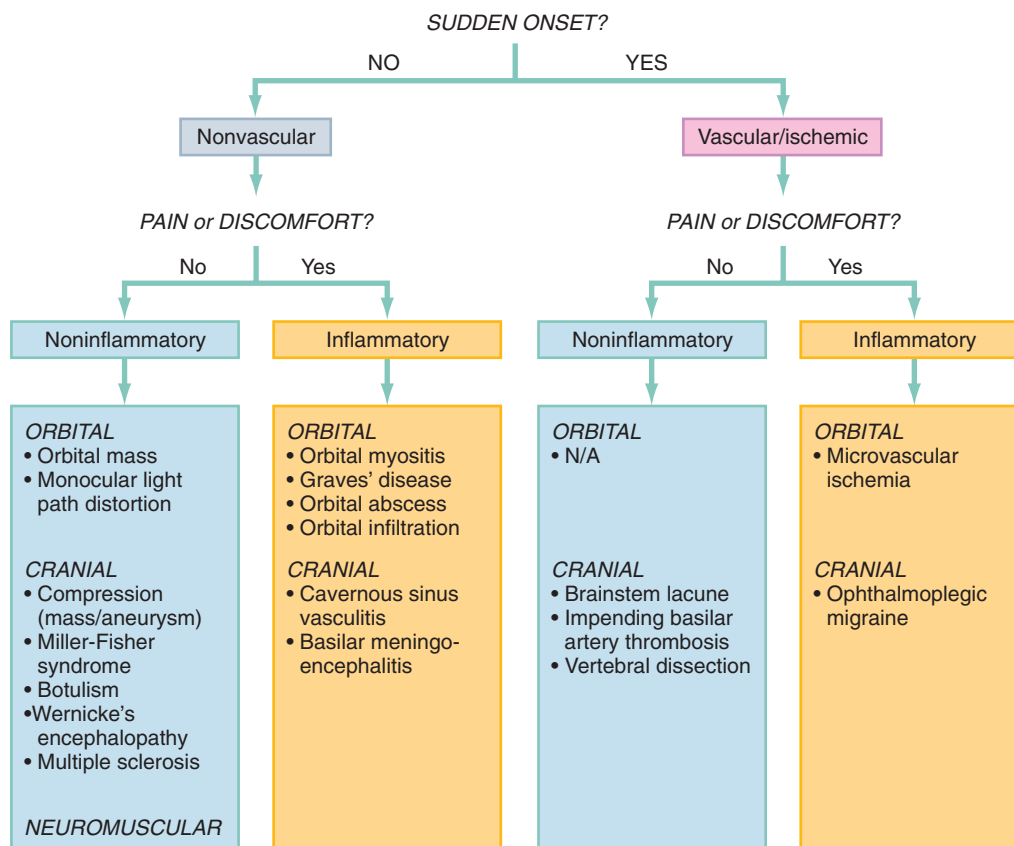 SUDDEN ONSET?
NO
YES
Nonvascular
Vascular/ischemic
PAIN or DISCOMFORT?
PAIN or DISCOMFORT?
No
Yes
No
Yes
Noninflammatory
Inflammatory
Noninflammatory
Inflammatory
ORBITAL
• Orbital mass
• Monocular light
path distortion
CRANIAL
• Compression
(mass/aneurysm)
• Miller-Fisher
syndrome
• Botulism
•Wernicke's
encephalopathy
• Multiple sclerosis
NEUROMUSCULAR
ORBITAL
• Orbital myositis
• Graves' disease
• Orbital abscess
• Orbital infiltration
CRANIAL
• Cavernous sinus
vasculitis
• Basilar meningo-
encephalitis
ORBITAL
• N/A
CRANIAL
• Brainstem lacune
• Impending basilar
artery thrombosis
• Vertebral dissection
ORBITAL
• Microvascular
ischemia
CRANIAL
• Ophthalmoplegic
migraine